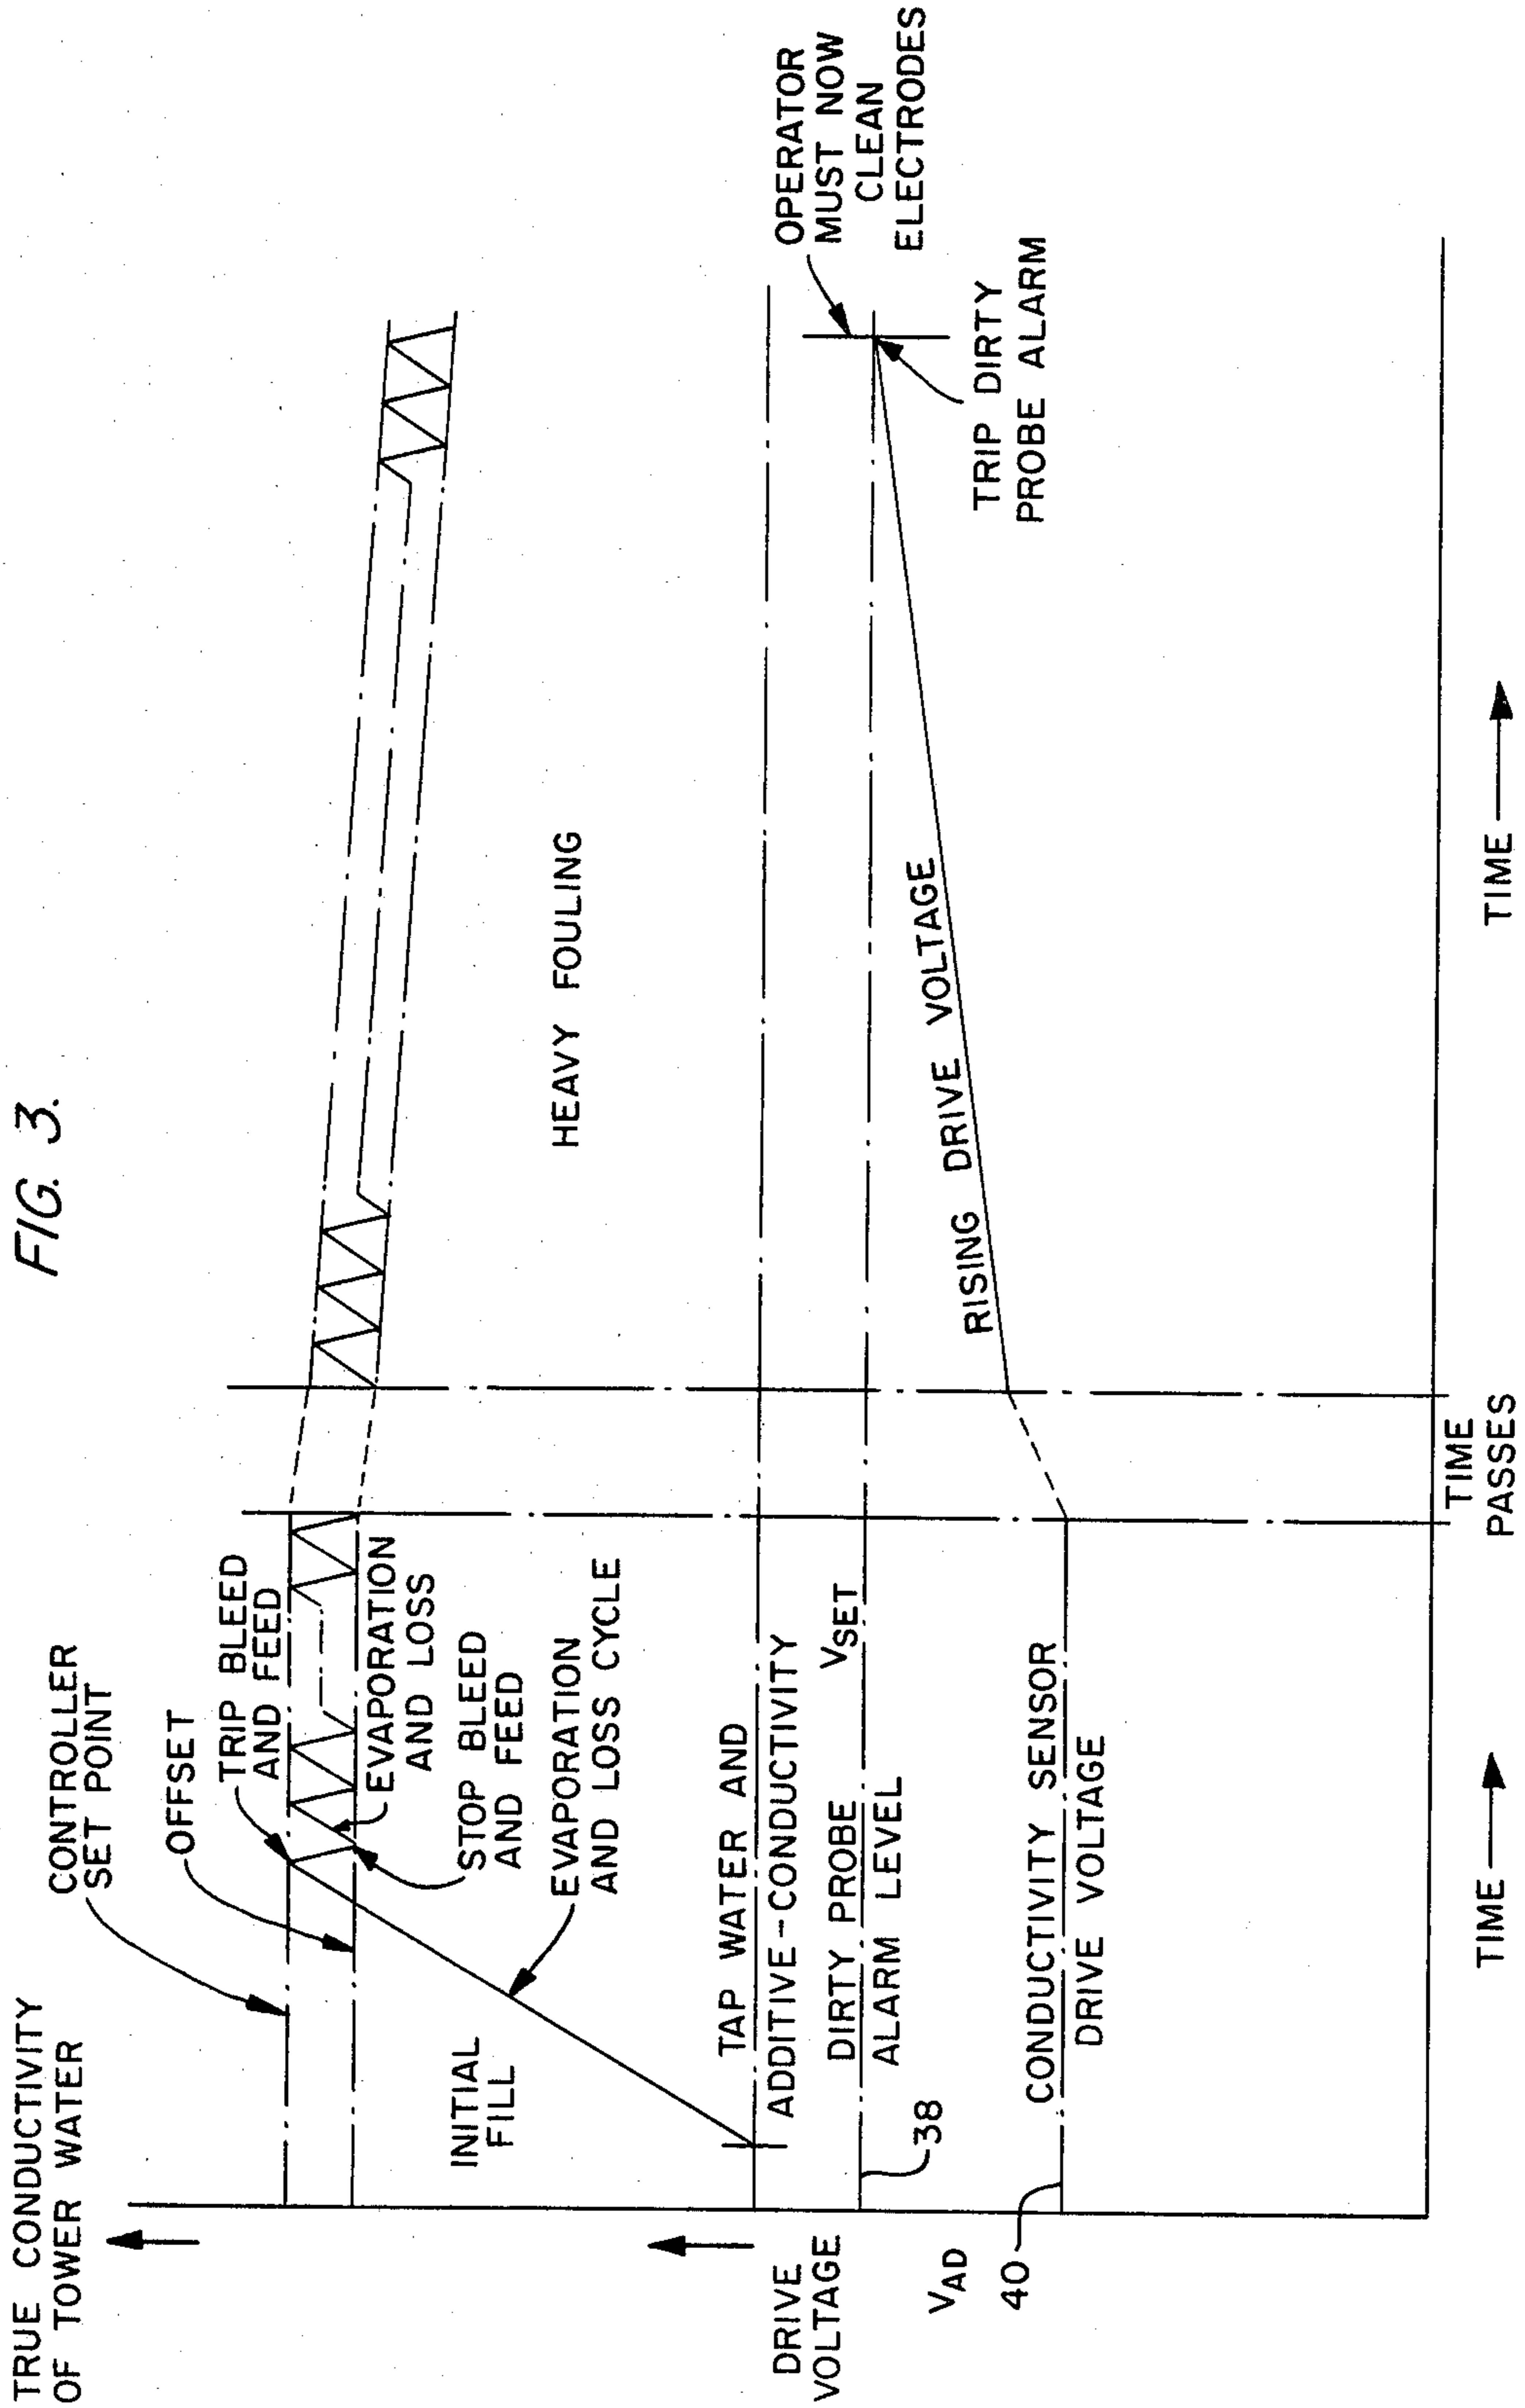 FIG. 3.
TRUE CONDUCTIVITY
OF TOWER WATER
CONTROLLER
SET POINT
OFFSET
TRIP BLEED
AND FEED
EVAPORATION
AND LOSS
STOP BLEED
AND FEED
EVAPORATION
AND LOSS CYCLE
INITIAL
FILL
HEAVY FOULING
TAP WATER AND
ADDITIVE-CONDUCTIVITY
DIRTY PROBE
ALARM LEVEL
VSET
38
CONDUCTIVITY SENSOR
DRIVE VOLTAGE
DRIVE
VOLTAGE
VAD
40
RISING DRIVE VOLTAGE
OPERATOR
MUST NOW
CLEAN
ELECTRODES
TRIP DIRTY
PROBE ALARM
TIME
TIME
PASSES
TIME